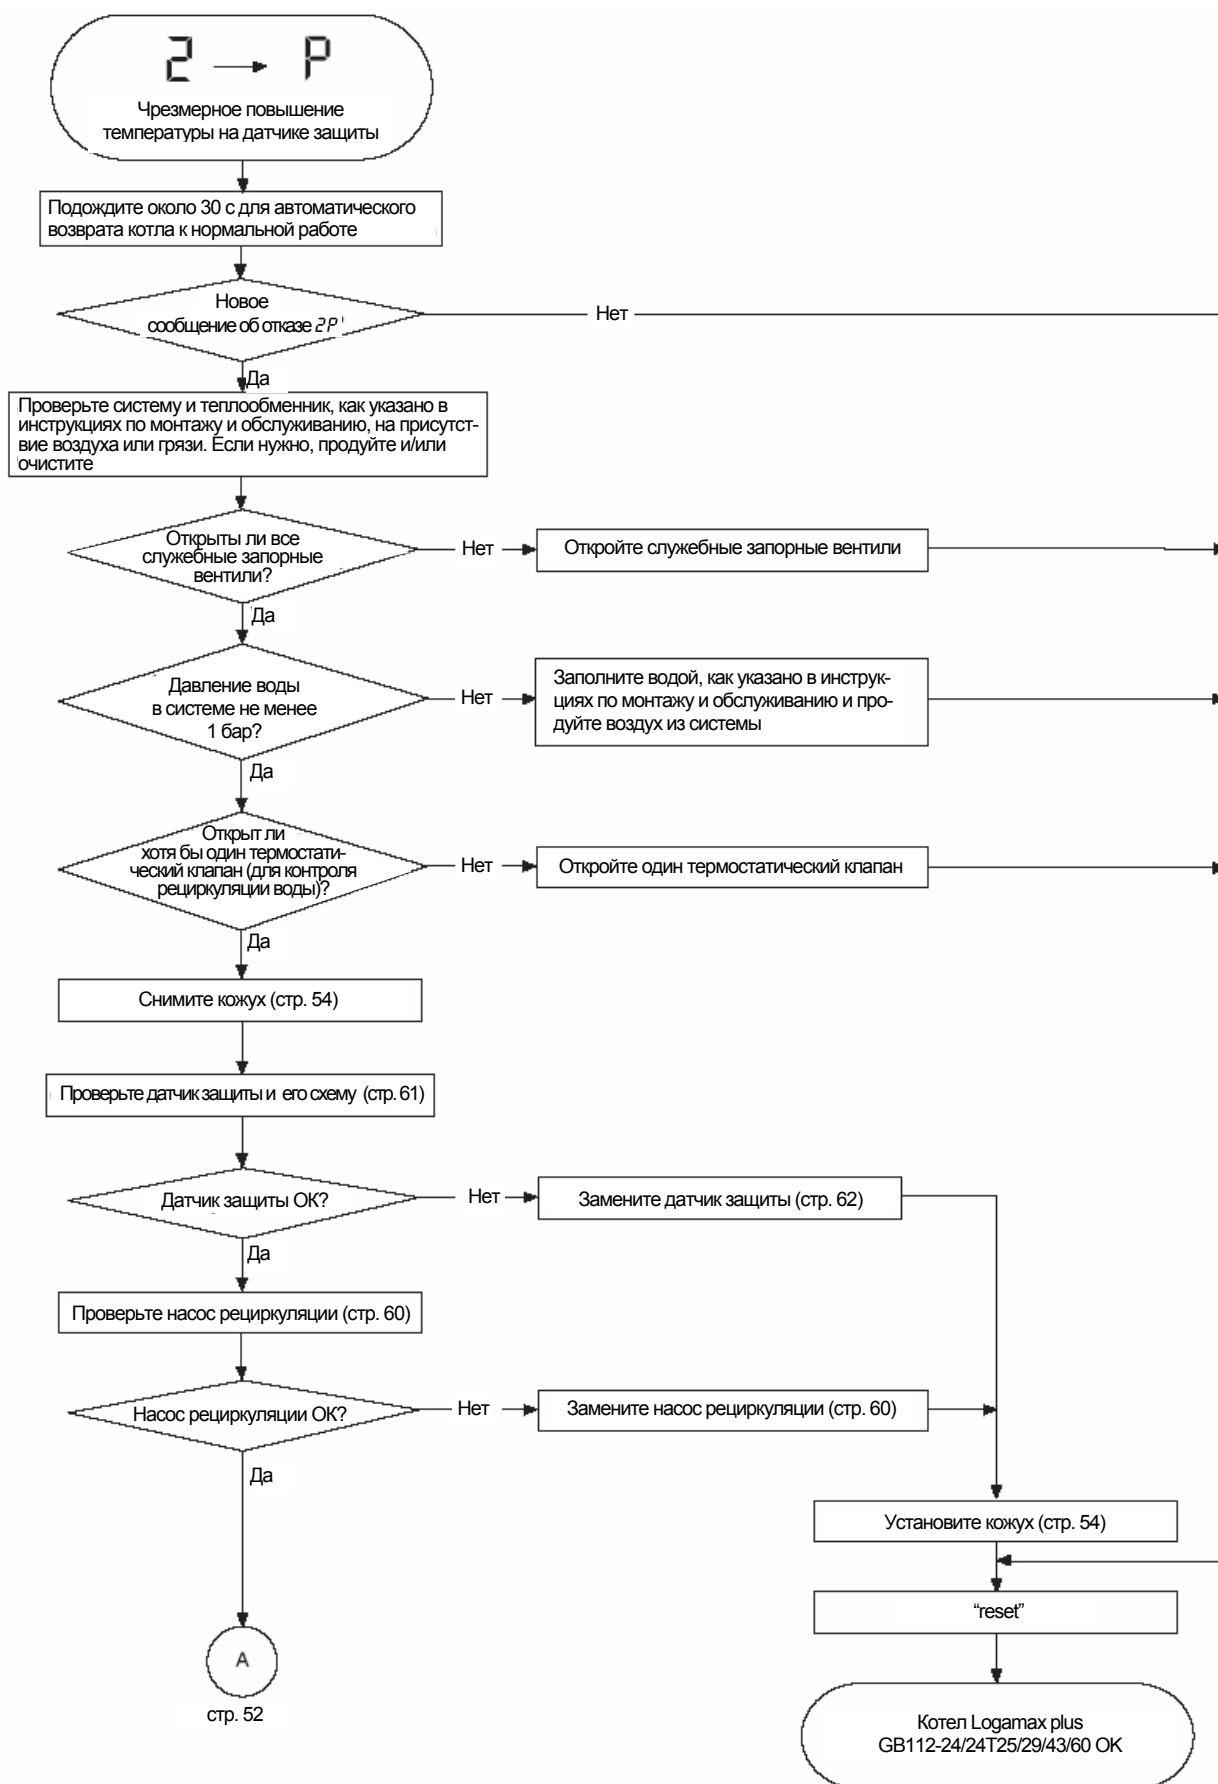 2 → P
Чрезмерное повышение
температуры на датчике защиты
Подождите около 30 с для автоматического
возврата котла к нормальной работе
Новое
сообщение об отказе 2P
Нет
Да
Проверьте систему и теплообменник, как указано в
инструкциях по монтажу и обслуживанию, на присутст-
вие воздуха или грязи. Если нужно, продуйте и/или
очистите
Открыты ли все
служебные запорные
вентили?
Нет
Откройте служебные запорные вентили
Да
Давление воды
в системе не менее
1 бар?
Нет
Заполните водой, как указано в инструк-
циях по монтажу и обслуживанию и про-
дуйте воздух из системы
Да
Открыт ли
хотя бы один термостати-
ческий клапан (для контроля
рециркуляции воды)?
Нет
Откройте один термостатический клапан
Да
Снимите кожух (стр. 54)
Проверьте датчик защиты и его схему (стр. 61)
Датчик защиты ОК?
Нет
Замените датчик защиты (стр. 62)
Да
Проверьте насос рециркуляции (стр. 60)
Насос рециркуляции ОК?
Нет
Замените насос рециркуляции (стр. 60)
Да
Установите кожух (стр. 54)
“reset”
A
стр. 52
Котел Logamax plus
GB112-24/24T25/29/43/60 OK